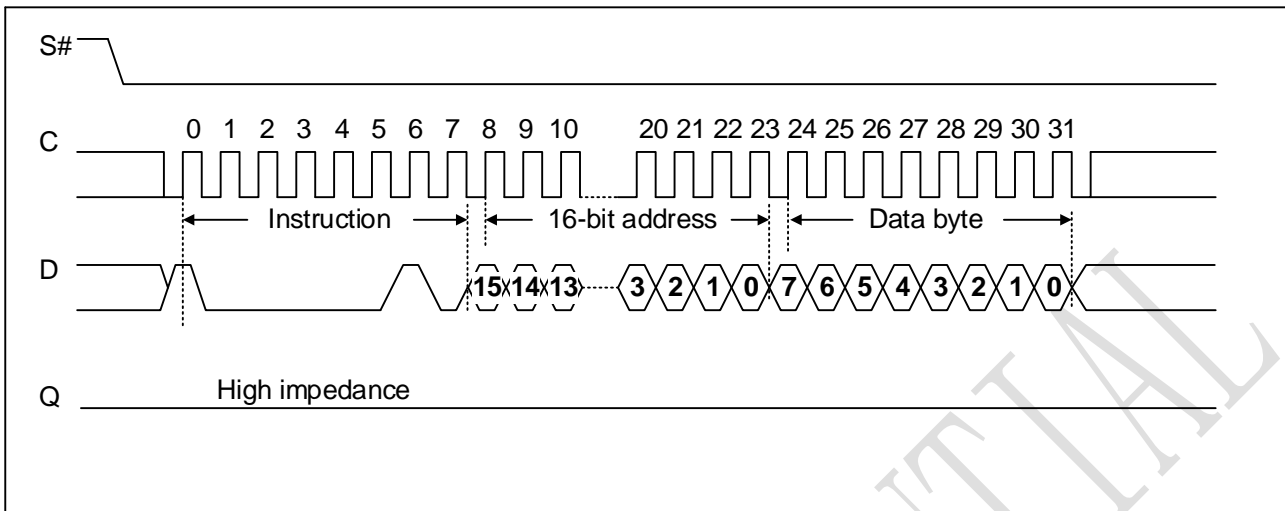 S#
C
0 1 2 3 4 5 6 7 8 9 10 20 21 22 23 24 25 26 27 28 29 30 31
Instruction 16-bit address Data byte
D
15 14 13 3 2 1 0 7 6 5 4 3 2 1 0
Q High impedance
NTIAL